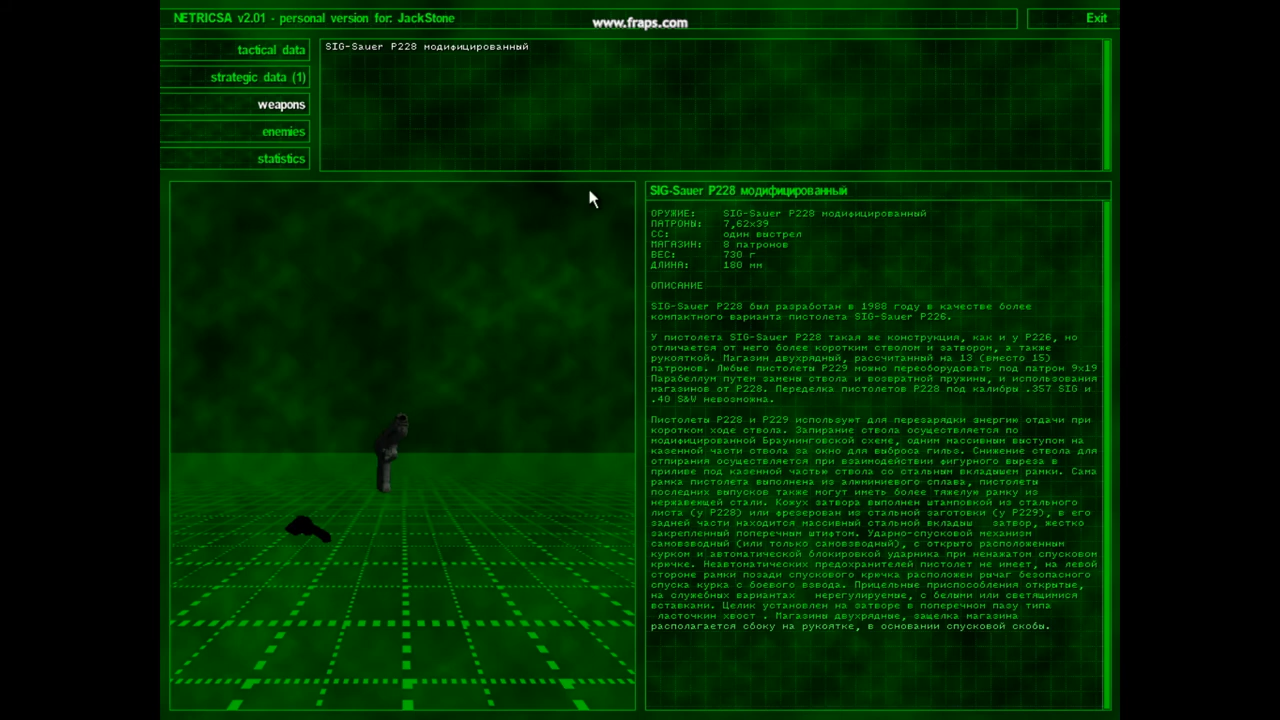 NETRICSA v2.01 - personal version for: JackStone
www.fraps.com
Exit
tactical data
strategic data (1)
weapons
enemies
statistics
SIG-Sauer P228 модифицированный
SIG-Sauer P228 модифицированный
ОРУЖИЕ: SIG-Sauer P228 модифицированный
ПАТРОНЫ: 7,62x39
СС: один выстрел
МАГАЗИН: 8 патронов
ВЕС: 730 г
ДЛИНА: 180 мм
ОПИСАНИЕ
SIG-Sauer P228 был разработан в 1988 году в качестве более
компактного варианта пистолета SIG-Sauer P226.
У пистолета SIG-Sauer P228 такая же конструкция, как и у P226, но
отличается от него более коротким стволом и затвором, а также
рукояткой. Магазин двухрядный, рассчитанный на 13 (вместо 15)
патронов. Любые пистолеты P229 можно переоборудовать под патрон 9x19
Парабеллум путем замены ствола и возвратной пружины, и использования
магазинов от P228. Переделка пистолетов P228 под калибры .357 SIG и
.40 S&W невозможна.
Пистолеты P228 и P229 используют для перезарядки энергию отдачи при
коротком ходе ствола. Запирание ствола осуществляется по
модифицированной Браунинговской схеме, одним массивным выступом на
казенной части ствола за окно для выброса гильз. Снижение ствола для
отпирания осуществляется при взаимодействии фигурного выреза в
приливе под казенной частью ствола со стальным вкладышем рамки. Сама
рамка пистолета выполнена из алюминиевого сплава, пистолеты
последних выпусков также могут иметь более тяжелую рамку из
нержавеющей стали. Кожух затвора выполнен штамповкой из стального
листа (у P228) или фрезерован из стальной заготовки (у P229), в его
задней части находится массивный стальной вкладыш затвор, жестко
закрепленный поперечным штифтом. Ударно-спусковой механизм
самовзводный (или только самовзводный), с открыто расположенным
курком и автоматической блокировкой ударника при ненажатом спусковом
крючке. Неавтоматических предохранителей пистолет не имеет, на левой
стороне рамки позади спускового крючка расположен рычаг безопасного
спуска курка с боевого взвода. Прицельные приспособления открытые,
на служебных вариантах нерегулируемые, с белыми или светящимися
вставками. Целик установлен на затворе в поперечном пазу типа
ласточкин хвост . Магазины двухрядные, защелка магазина
располагается сбоку на рукоятке, в основании спусковой скобы.